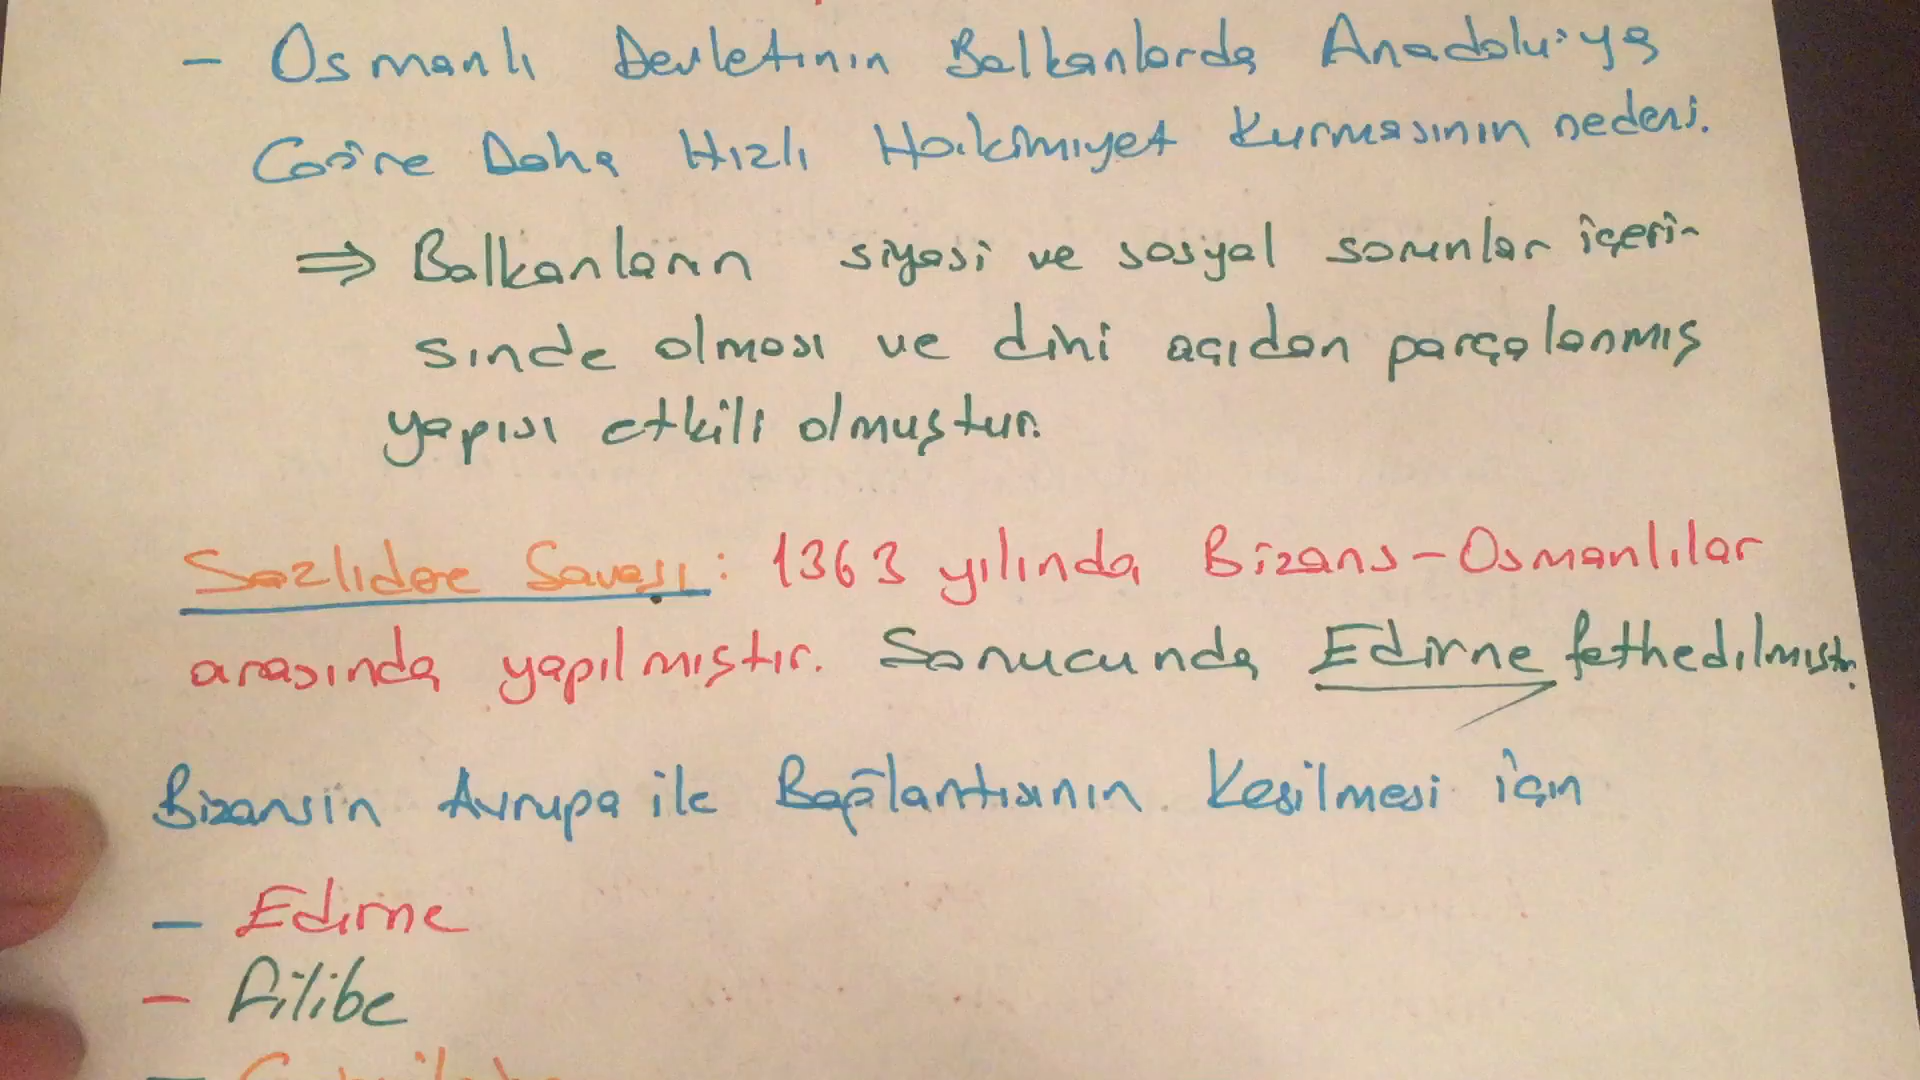 - Osmanlı Devletinin Balkanlarda Anadolu'ya
Göre Daha Hızlı Hakimiyet Kurmasının nedeni.
⇒ Balkanların siyasi ve sosyal sorunlar içeri-
sinde olması ve dini açıdan parçalanmış
yapısı etkili olmuştur.
Sazlıdere Savaşı: 1363 yılında Bizans-Osmanlılar
arasında yapılmıştır. Sonucunda Edirne fethedilmiştir.
Bizansin Avrupa ile Bağlantısının Kesilmesi için
- Edirne
- Filibe